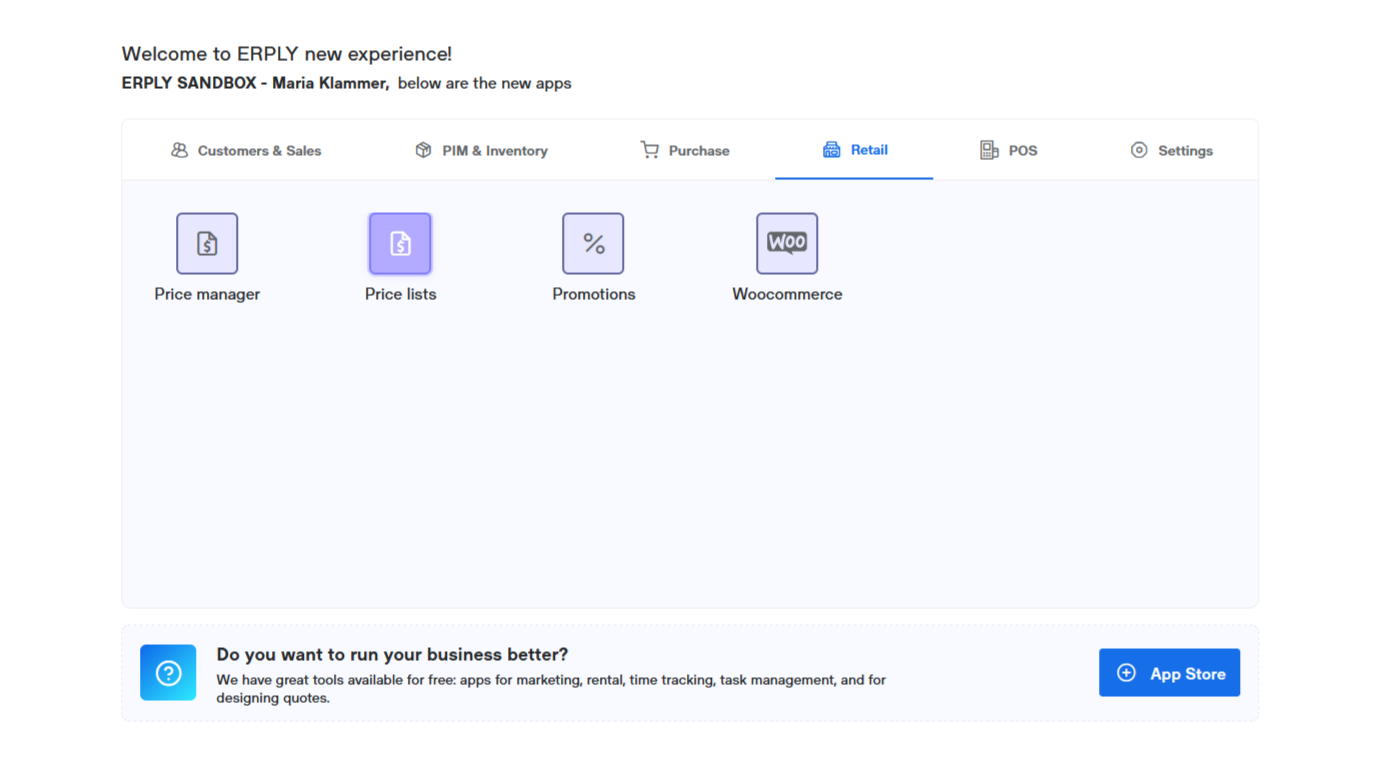 Welcome to ERPLY new experience!
ERPLY SANDBOX - Maria Klammer, below are the new apps
Customers & Sales
PIM & Inventory
Purchase
Retail
POS
Settings
WOO
Price manager
Price lists
Promotions
Woocommerce
Do you want to run your business better?
We have great tools available for free: apps for marketing, rental, time tracking, task management, and for
designing quotes.
App Store